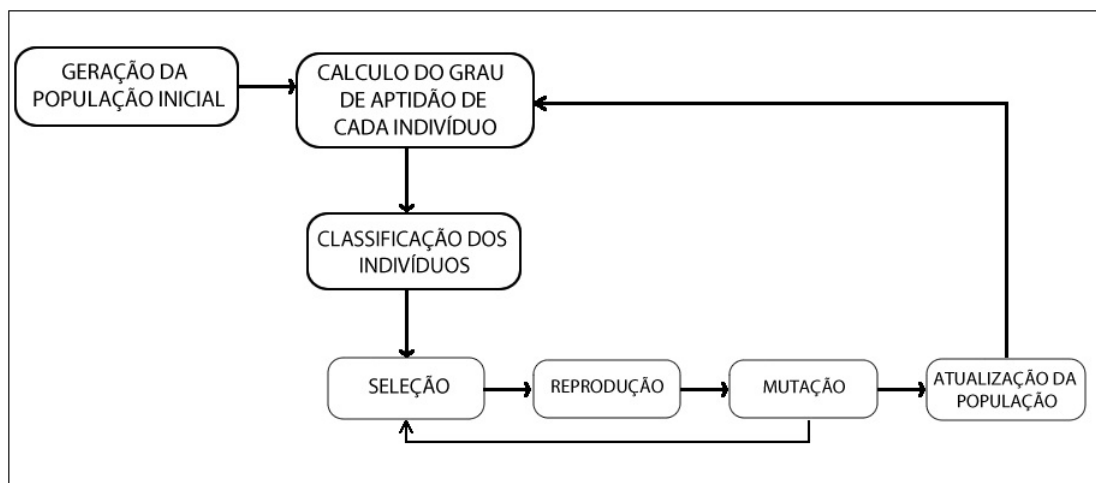 GERAÇÃO DA
POPULAÇÃO INICIAL
CALCULO DO GRAU
DE APTIDÃO DE
CADA INDIVÍDUO
CLASSIFICAÇÃO DOS
INDIVÍDUOS
SELEÇÃO
REPRODUÇÃO
MUTAÇÃO
ATUALIZAÇÃO DA
POPULAÇÃO